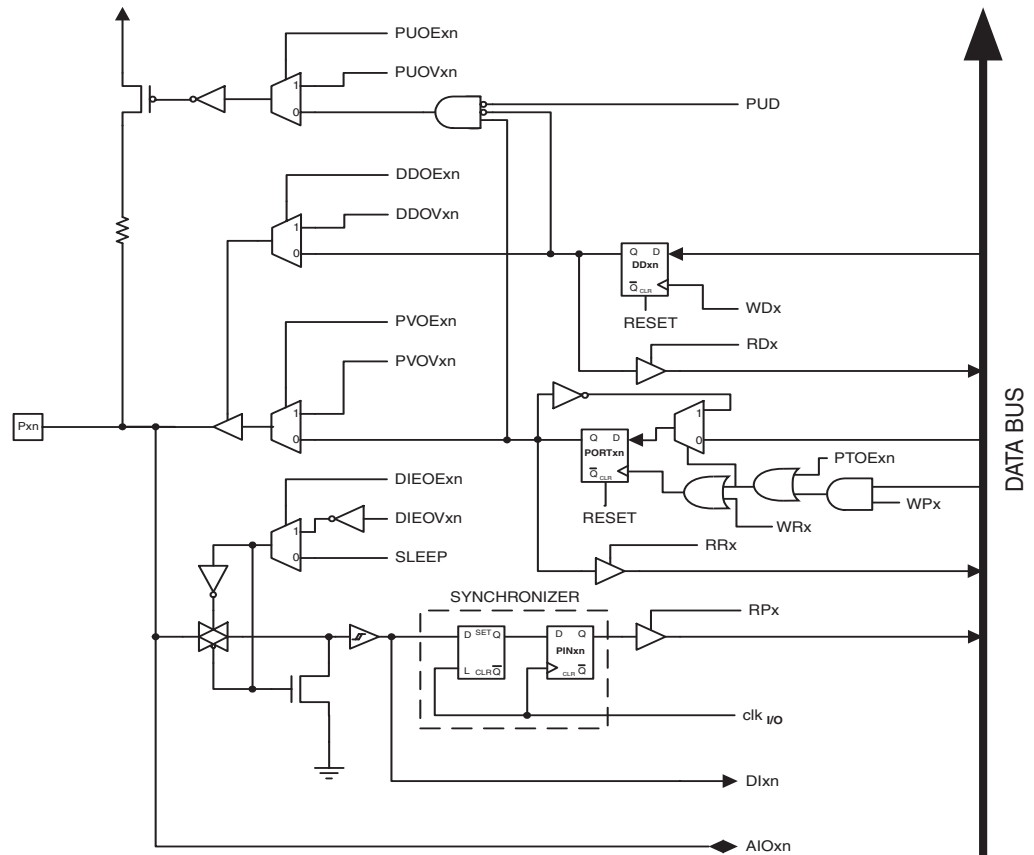 PUOExn
PUOVxn
1
0
PUD
DDOExn
DDOVxn
1
0
Q D
DDxn
Q CLR
WDx
RESET
PVOExn
RDx
PVOVxn
1
0
Pxn
1
0
Q D
PORTxn
Q CLR
PTOExn
DIEOExn
WPx
RESET
WRx
DIEOVxn
1
0
SLEEP
RRx
SYNCHRONIZER
RPx
D SET Q
L CLR Q
D Q
PINxn
CLR Q
clk I/O
DIxn
AIOxn
DATA BUS